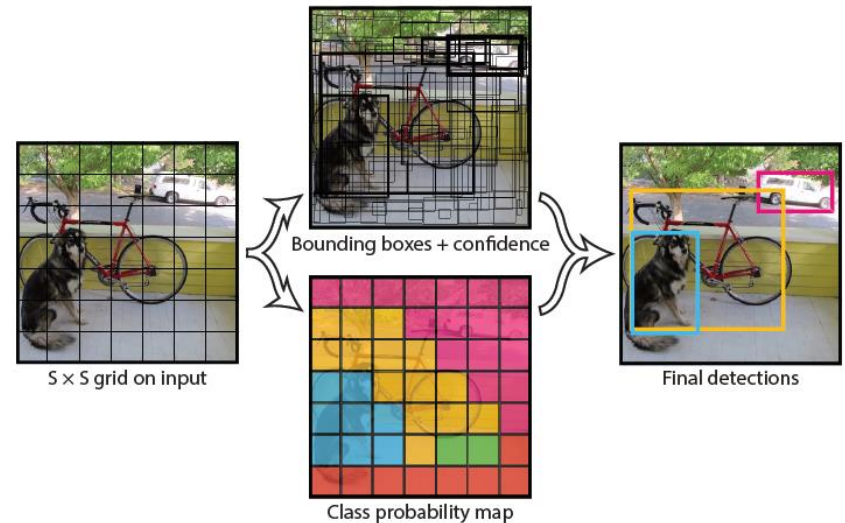 S × S grid on input
Bounding boxes + confidence
Class probability map
Final detections